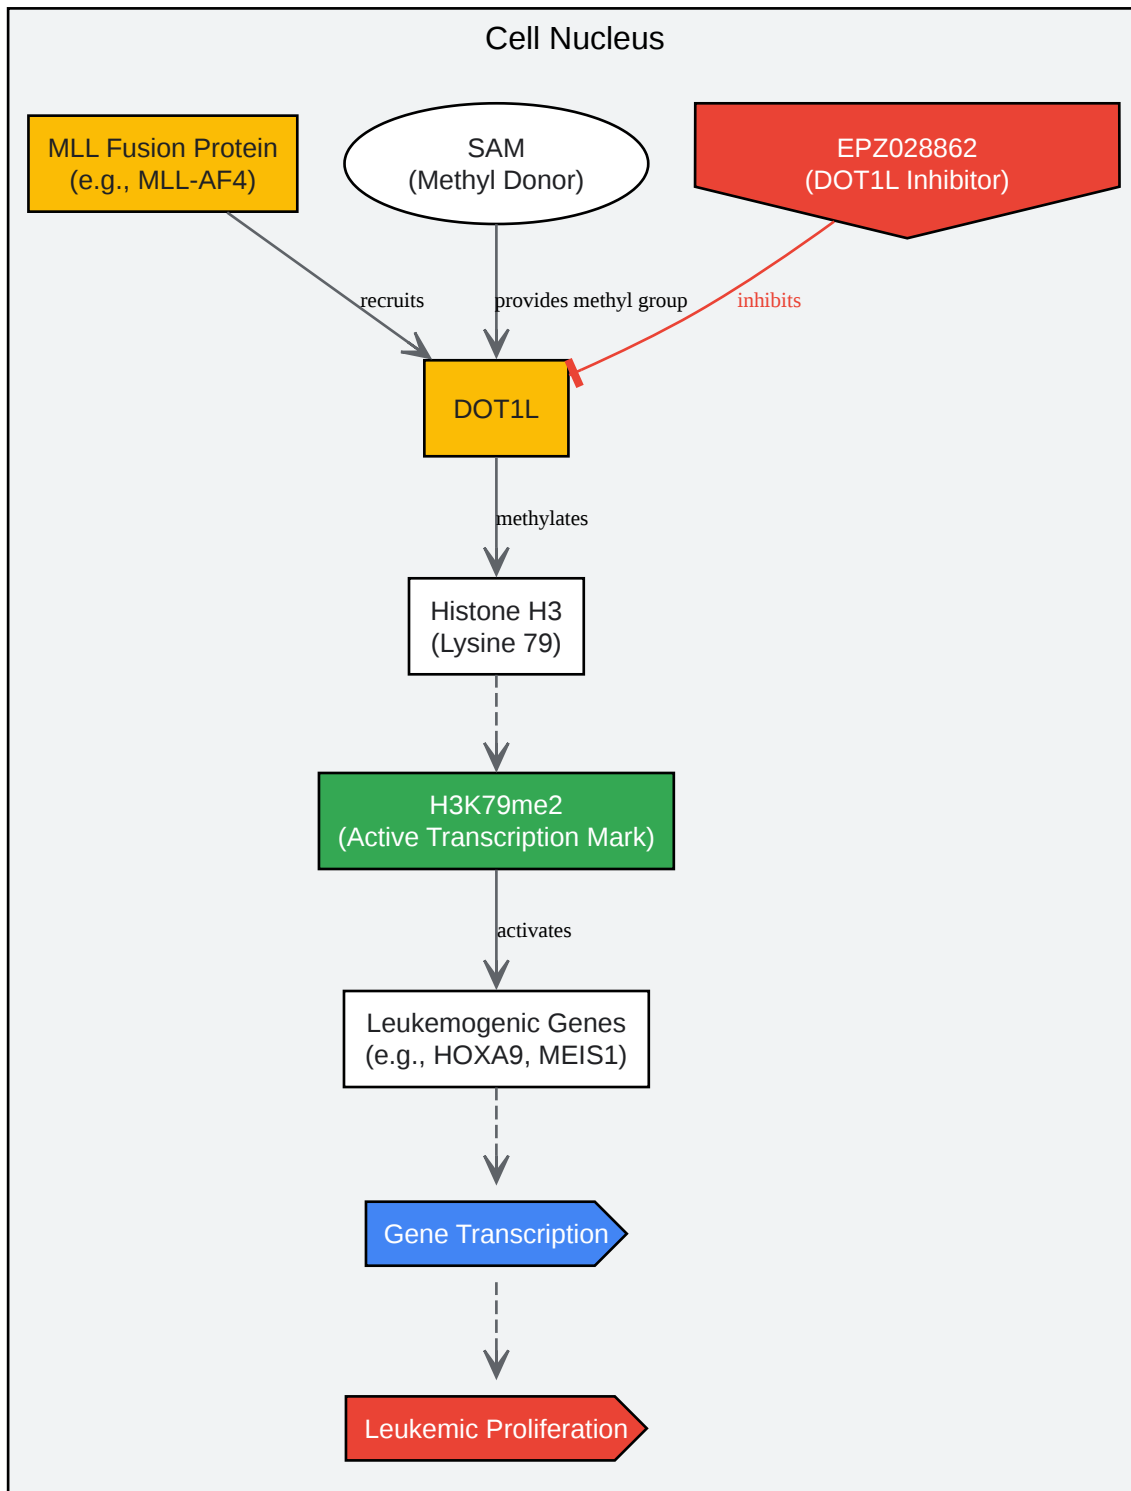 Cell Nucleus
MLL Fusion Protein
(e.g., MLL-AF4)
SAM
(Methyl Donor)
EPZ028862
(DOT1L Inhibitor)
recruits
provides methyl group
inhibits
DOT1L
methylates
Histone H3
(Lysine 79)
H3K79me2
(Active Transcription Mark)
activates
Leukemogenic Genes
(e.g., HOXA9, MEIS1)
Gene Transcription
Leukemic Proliferation